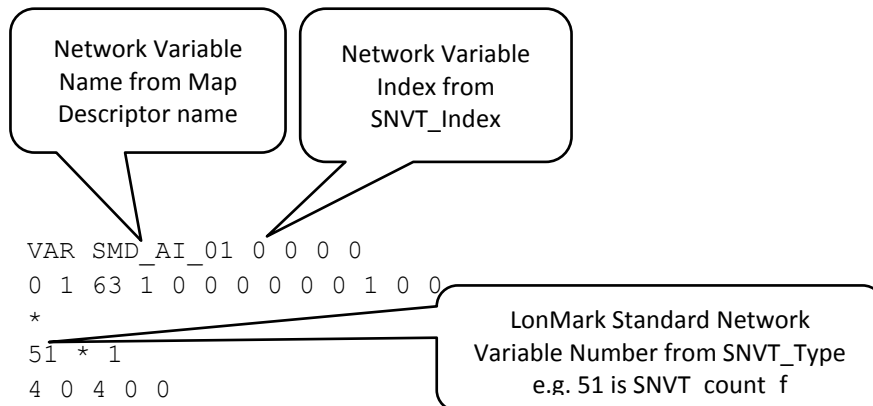 Network Variable
Name from Map
Descriptor name
Network Variable
Index from
SNVT_Index
VAR SMD_AI_01 0 0 0 0
0 1 63 1 0 0 0 0 0 0 1 0 0
*
51 * 1
4 0 4 0 0
LonMark Standard Network
Variable Number from SNVT_Type
e.g. 51 is SNVT count f